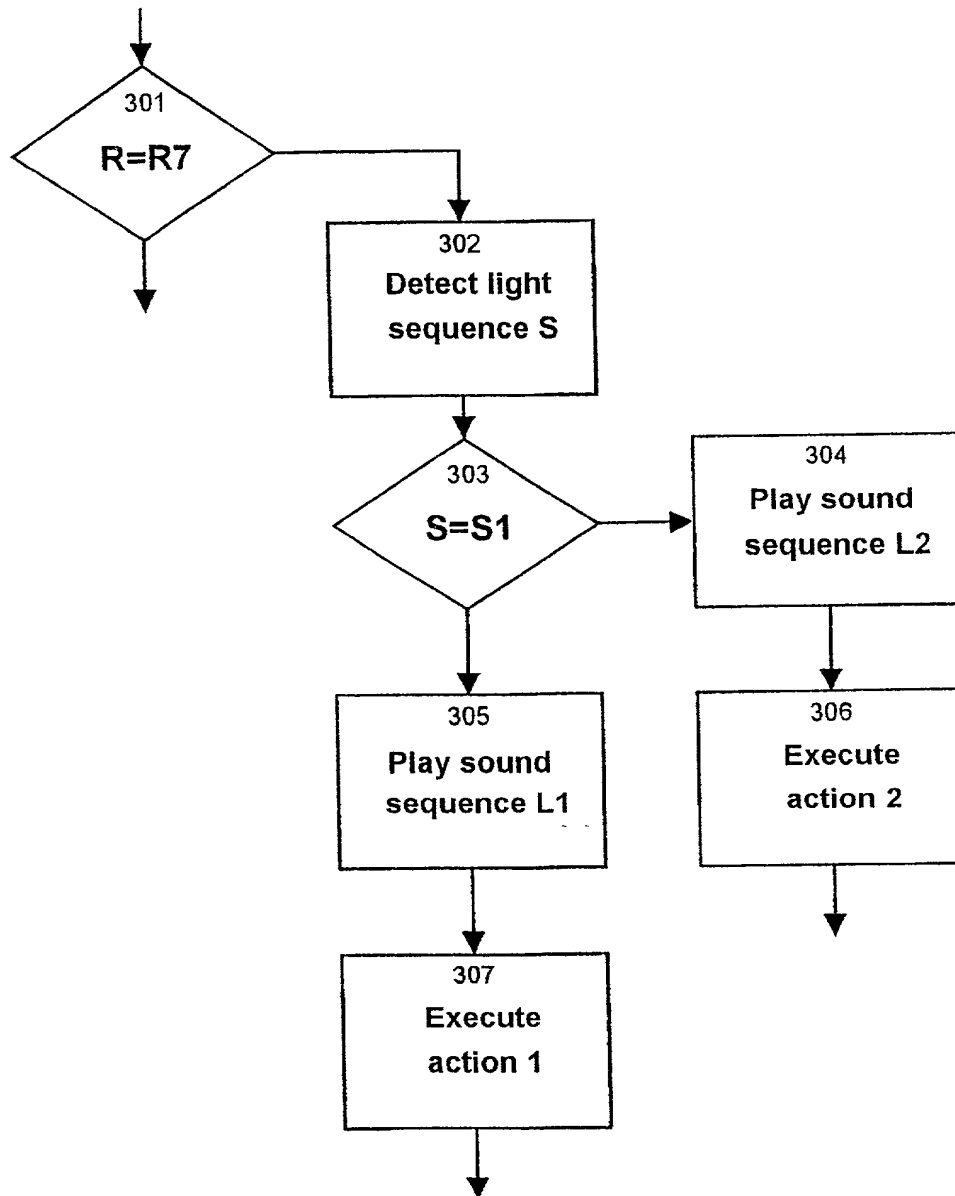 301
R=R7
302
Detect light
sequence S
303
S=S1
304
Play sound
sequence L2
305
Play sound
sequence L1
306
Execute
action 2
307
Execute
action 1